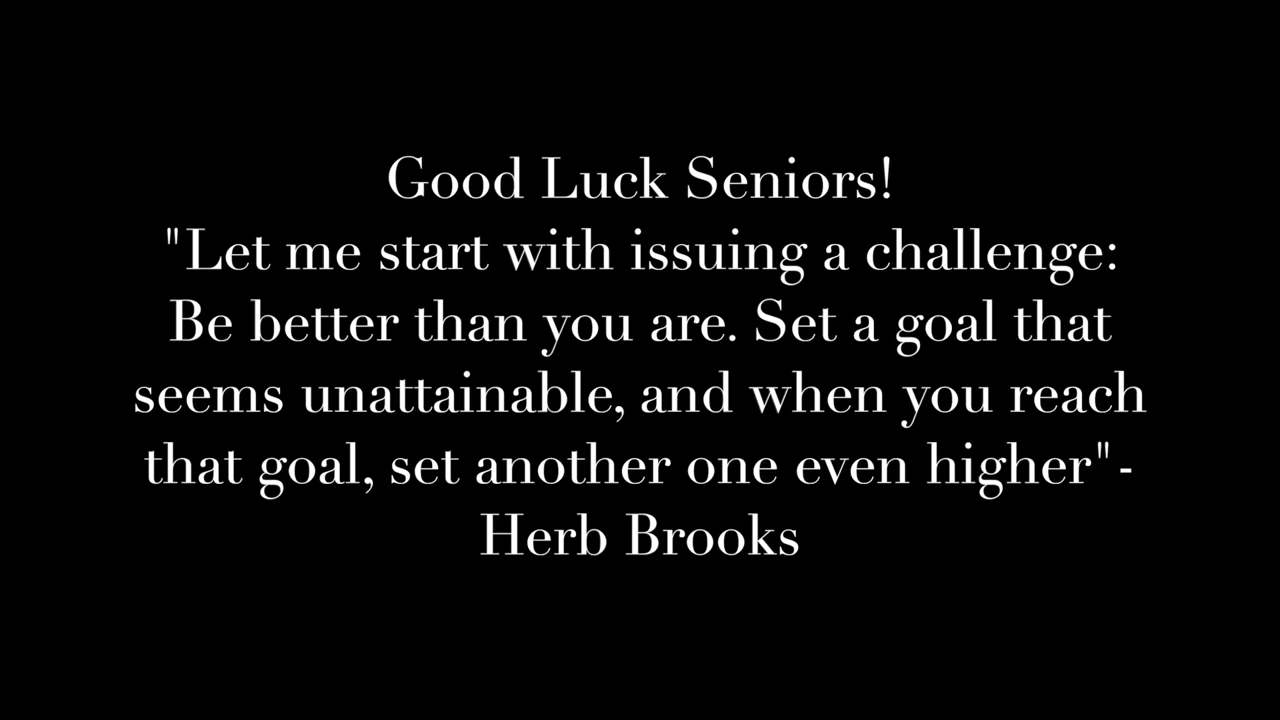 Good Luck Seniors!
"Let me start with issuing a challenge:
Be better than you are. Set a goal that
seems unattainable, and when you reach
that goal, set another one even higher"-
Herb Brooks